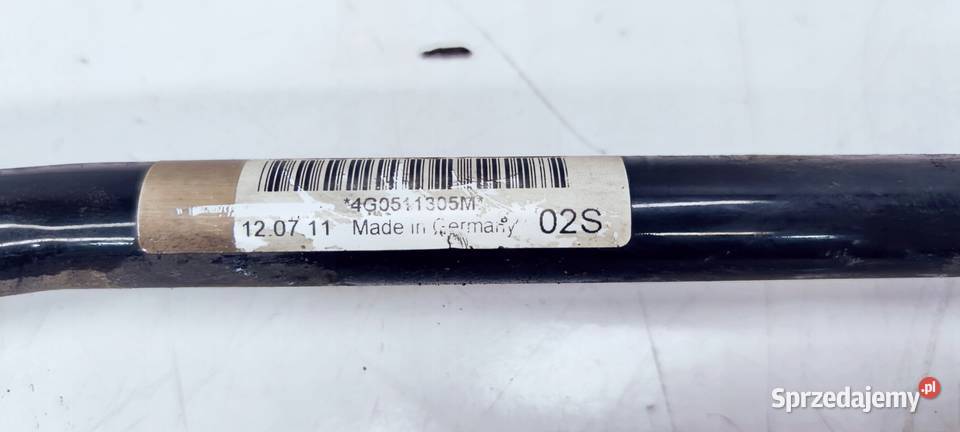 *4G0511305M*
12.07.11 Made in Germany 02S
Sprzedajemy.pl